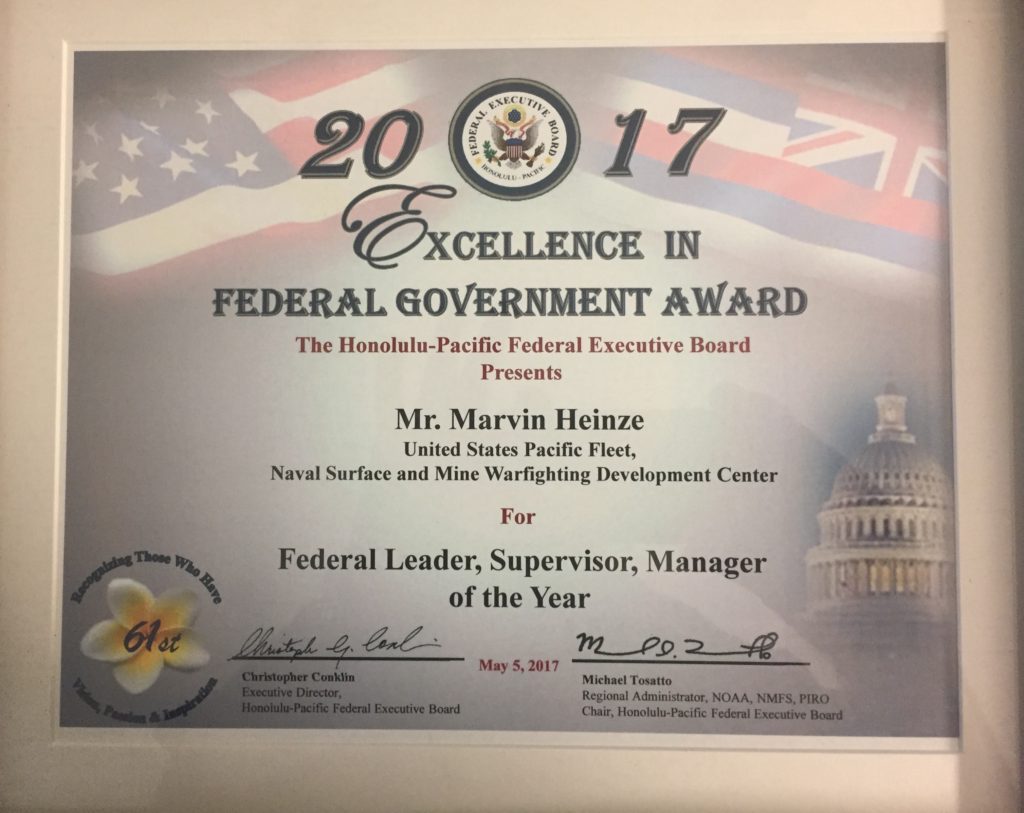 20 17
FEDERAL EXECUTIVE BOARD
HONOLULU - PACIFIC
EXCELLENCE IN
FEDERAL GOVERNMENT AWARD
The Honolulu-Pacific Federal Executive Board
Presents
Mr. Marvin Heinze
United States Pacific Fleet,
Naval Surface and Mine Warfighting Development Center
For
Federal Leader, Supervisor, Manager
of the Year
Recognizing Those Who Have
61st
Vision, Passion & Inspiration
May 5, 2017
Christopher Conklin
Executive Director,
Honolulu-Pacific Federal Executive Board
Michael Tosatto
Regional Administrator, NOAA, NMFS, PIRO
Chair, Honolulu-Pacific Federal Executive Board